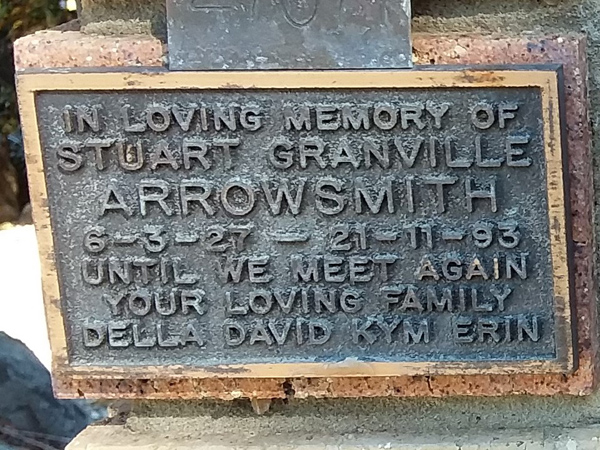 IN LOVING MEMORY OF
STUART GRANVILLE
ARROWSMITH
6-3-27 - 21-11-93
UNTIL WE MEET AGAIN
YOUR LOVING FAMILY
DELLA DAVID KYM ERIN